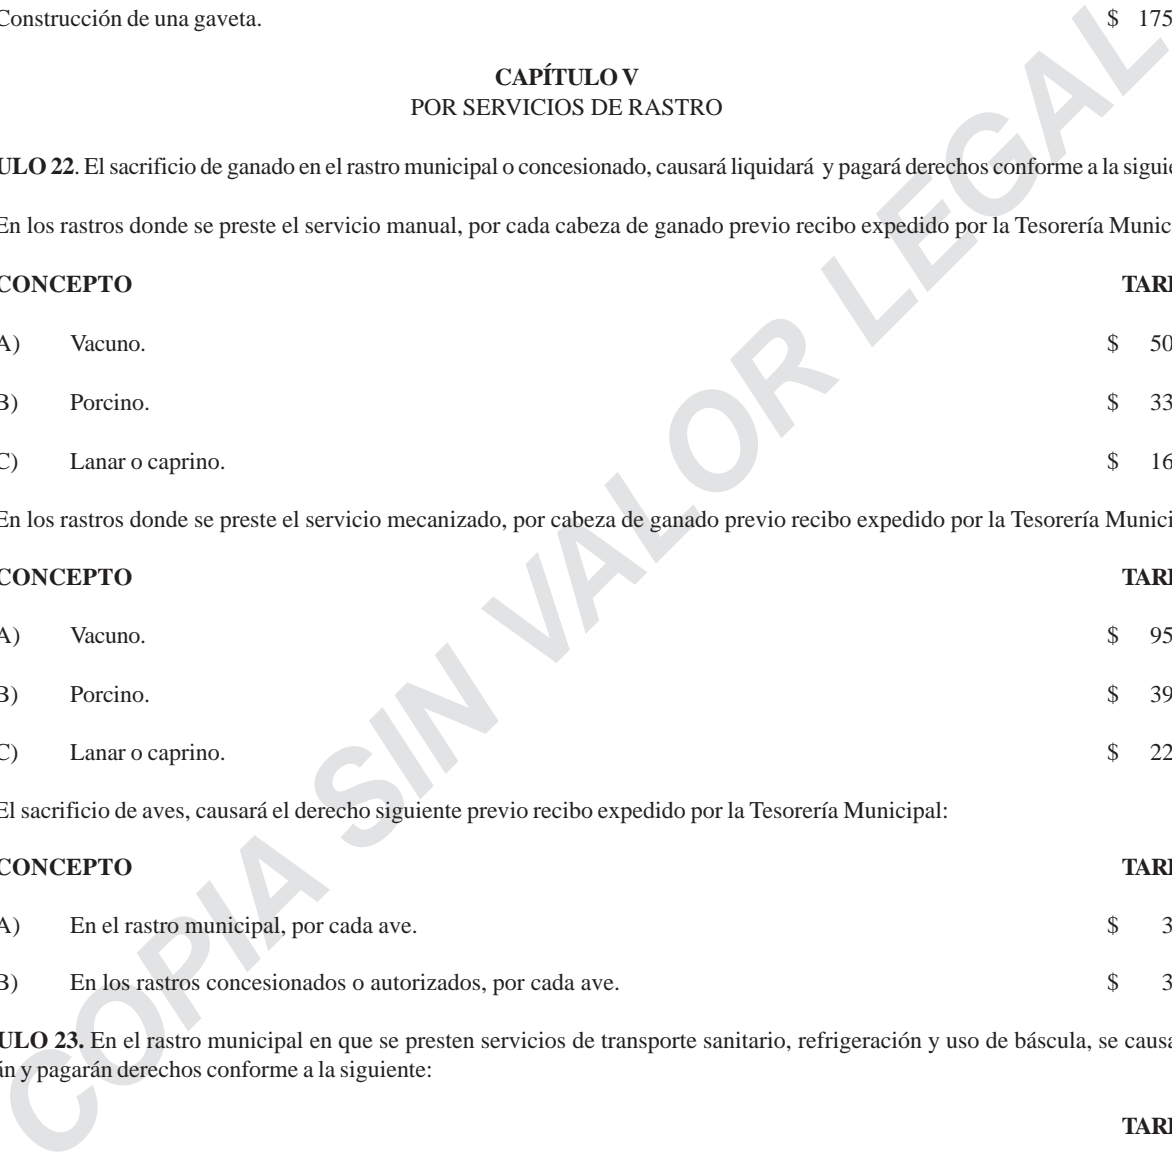 Construcción de una gaveta. $ 175
CAPÍTULO V
POR SERVICIOS DE RASTRO
ULO 22. El sacrificio de ganado en el rastro municipal o concesionado, causará liquidará y pagará derechos conforme a la siguie
En los rastros donde se preste el servicio manual, por cada cabeza de ganado previo recibo expedido por la Tesorería Munic
CONCEPTO TARI
A) Vacuno. $ 50
B) Porcino. $ 33
C) Lanar o caprino. $ 16
En los rastros donde se preste el servicio mecanizado, por cabeza de ganado previo recibo expedido por la Tesorería Munici
CONCEPTO TARI
A) Vacuno. $ 95
B) Porcino. $ 39
C) Lanar o caprino. $ 22
El sacrificio de aves, causará el derecho siguiente previo recibo expedido por la Tesorería Municipal:
CONCEPTO TARI
A) En el rastro municipal, por cada ave. $ 3
B) En los rastros concesionados o autorizados, por cada ave. $ 3
ULO 23. En el rastro municipal en que se presten servicios de transporte sanitario, refrigeración y uso de báscula, se causa
án y pagarán derechos conforme a la siguiente:
TARI
COPIA SIN VALOR LEGAL